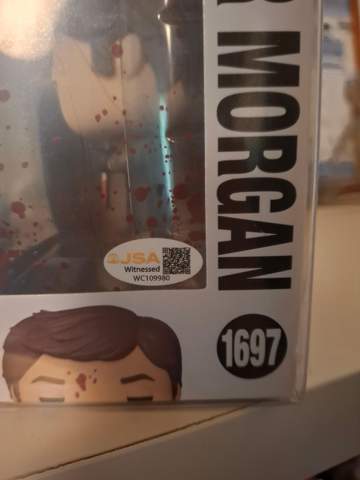 R MORGAN
JSA
Witnessed
WC109980
1697